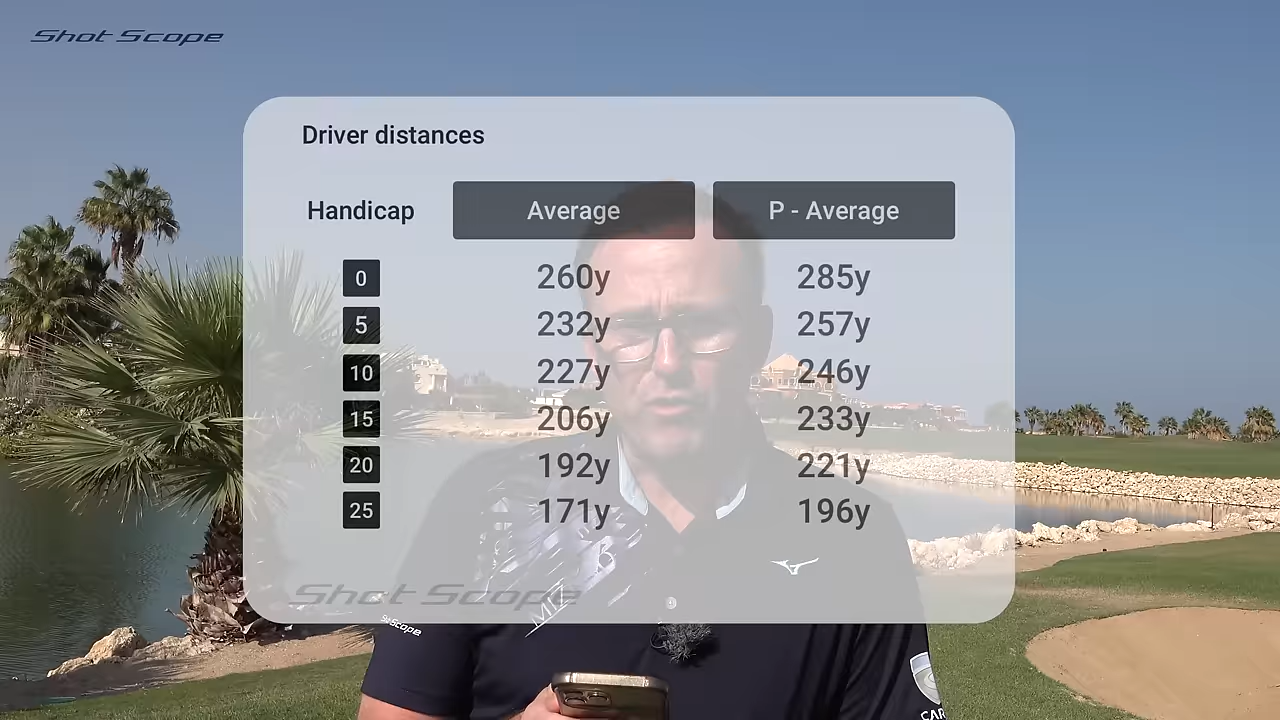 Shot Scope
Driver distances
Handicap Average P - Average
0 260y 285y
5 232y 257y
10 227y 246y
15 206y 233y
20 192y 221y
25 171y 196y
Shot Scope